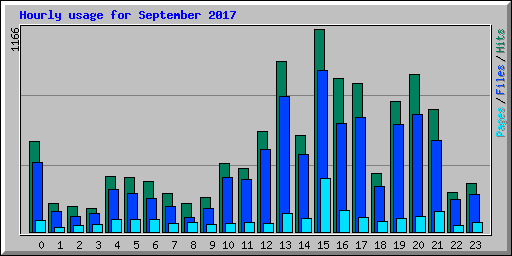 Hourly usage for September 2017
1166
Pages/Files/Hits
0 1 2 3 4 5 6 7 8 9 10 11 12 13 14 15 16 17 18 19 20 21 22 23